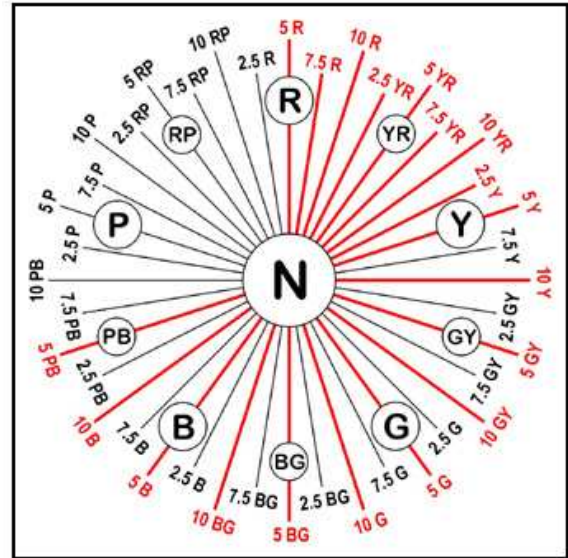 5 R
7.5 R
10 R
2.5 YR
5 YR
7.5 YR
10 YR
2.5 Y
5 Y
7.5 Y
10 Y
2.5 GY
5 GY
7.5 GY
10 GY
2.5 G
5 G
7.5 G
10 G
2.5 BG
5 BG
7.5 BG
10 BG
2.5 B
5 B
7.5 B
10 B
2.5 PB
5 PB
7.5 PB
10 PB
2.5 P
5 P
7.5 P
10 P
2.5 RP
5 RP
7.5 RP
10 RP
2.5 R
R
YR
Y
GY
G
BG
B
PB
P
RP
N